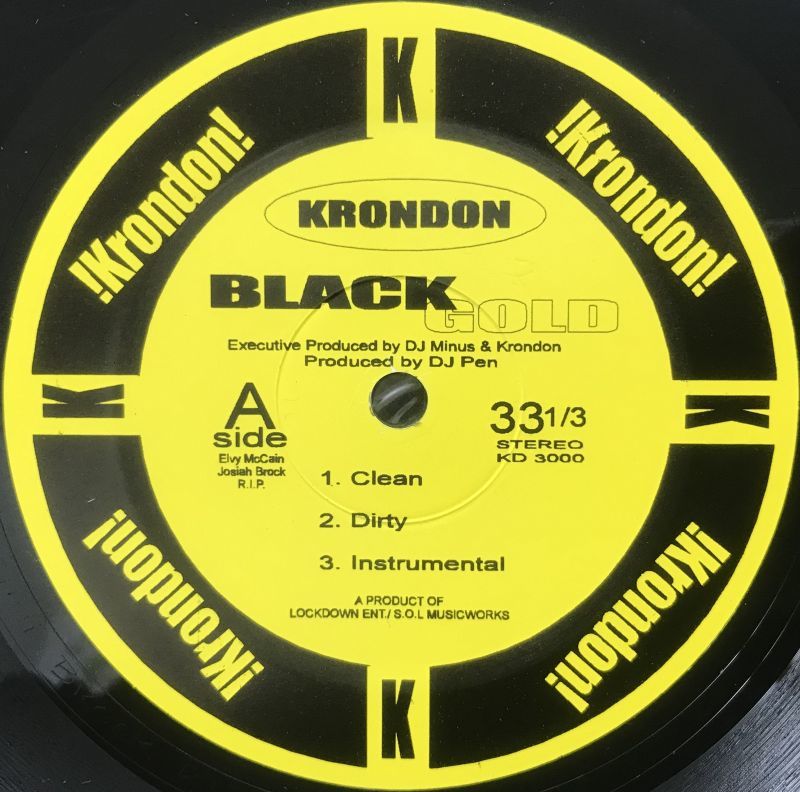 K
!Krondon!
!Krondon!
KRONDON
BLACK
GOLD
Executive Produced by DJ Minus & Krondon
Produced by DJ Pen
K
K
A
side
Elvy McCain
Josiah Brock
R.I.P.
33 1/3
STEREO
KD 3000
1. Clean
2. Dirty
3. Instrumental
A PRODUCT OF
LOCKDOWN ENT./ S.O.L MUSICWORKS
!Krondon!
!Krondon!
K